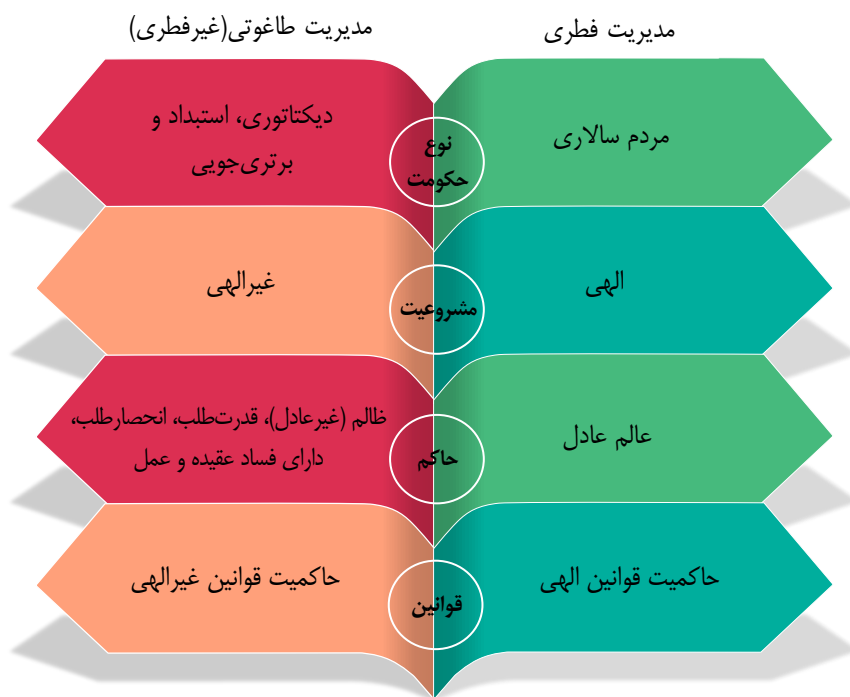 مدیریت فطری
مدیریت طاغوتی(غیرفطری)
مردم سالاری
نوع
حکومت
دیکتاتوری، استبداد و
برتری‌جویی
الهی
مشروعیت
غیرالهی
عالم عادل
حاکم
ظالم (غیرعادل)، قدرت‌طلب، انحصارطلب،
دارای فساد عقیده و عمل
حاکمیت قوانین الهی
قوانین
حاکمیت قوانین غیرالهی